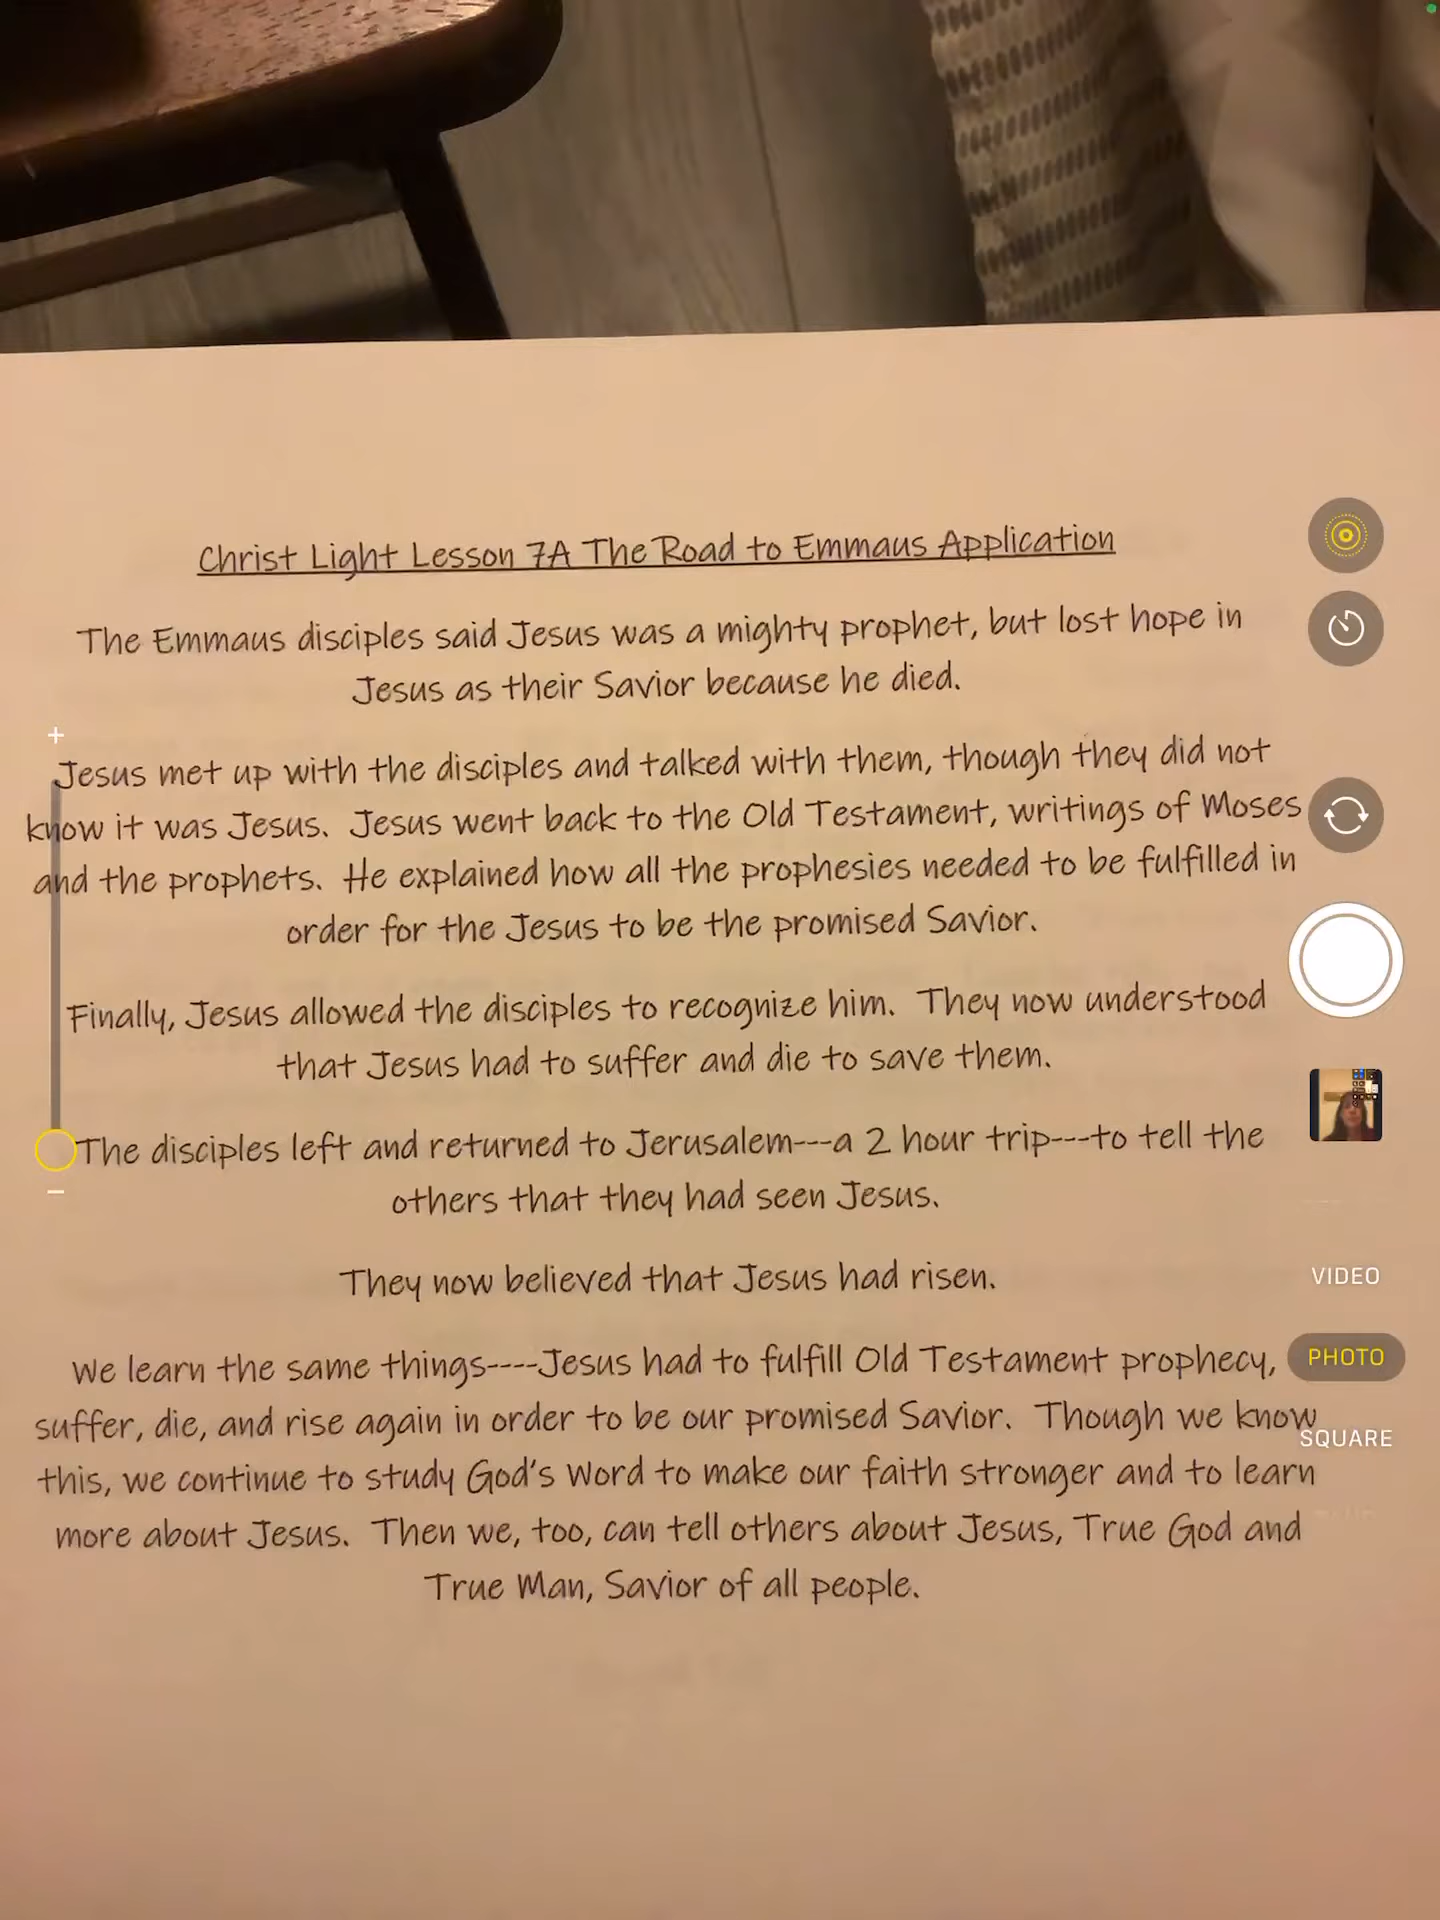 Christ Light Lesson 7A The Road to Emmaus Application
The Emmaus disciples said Jesus was a mighty prophet, but lost hope in
Jesus as their Savior because he died.
Jesus met up with the disciples and talked with them, though they did not
know it was Jesus. Jesus went back to the Old Testament, writings of Moses
and the prophets. He explained how all the prophesies needed to be fulfilled in
order for the Jesus to be the promised Savior.
Finally, Jesus allowed the disciples to recognize him. They now understood
that Jesus had to suffer and die to save them.
The disciples left and returned to Jerusalem---a 2 hour trip---to tell the
others that they had seen Jesus.
They now believed that Jesus had risen.
We learn the same things----Jesus had to fulfill Old Testament prophecy,
suffer, die, and rise again in order to be our promised Savior. Though we know
this, we continue to study God's Word to make our faith stronger and to learn
more about Jesus. Then we, too, can tell others about Jesus, True God and
True Man, Savior of all people.
VIDEO
PHOTO
SQUARE